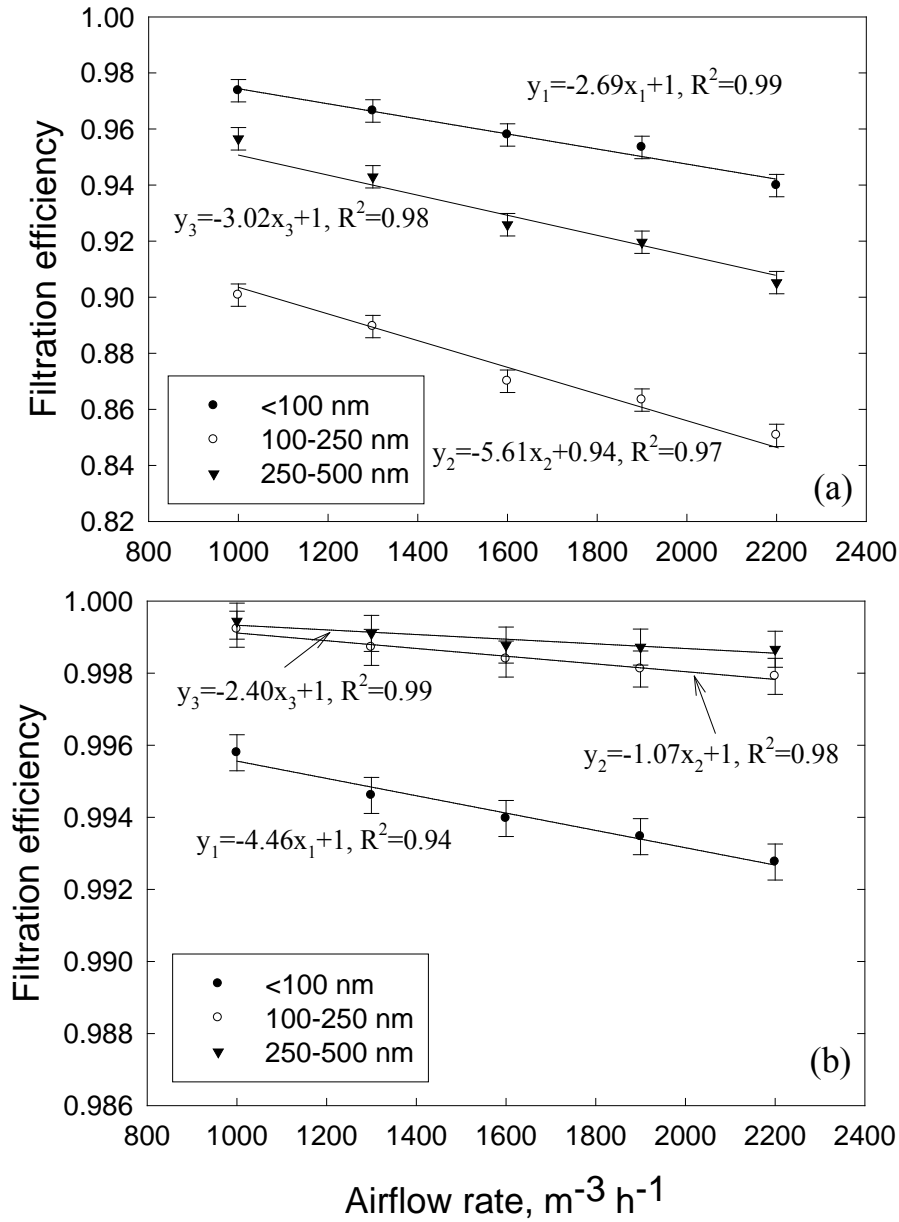 1.00
0.98
0.96
0.94
0.92
0.90
0.88
0.86
0.84
0.82
Filtration efficiency
y₁=-2.69x₁+1, R²=0.99
y₃=-3.02x₃+1, R²=0.98
<100 nm
100-250 nm
250-500 nm
y₂=-5.61x₂+0.94, R²=0.97
(a)
800 1000 1200 1400 1600 1800 2000 2200 2400
1.000
0.998
0.996
0.994
0.992
0.990
0.988
0.986
Filtration efficiency
y₃=-2.40x₃+1, R²=0.99
y₂=-1.07x₂+1, R²=0.98
y₁=-4.46x₁+1, R²=0.94
<100 nm
100-250 nm
250-500 nm
(b)
800 1000 1200 1400 1600 1800 2000 2200 2400
Airflow rate, m⁻³ h⁻¹